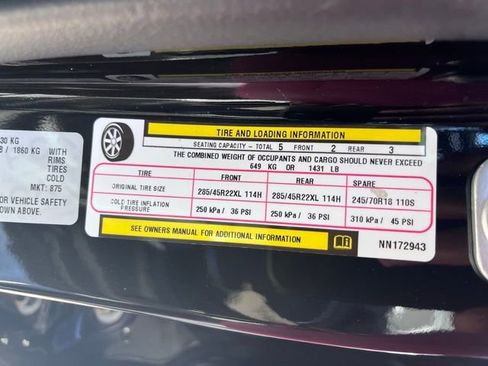 30 KG
B / 1860 KG WITH
RIMS
TIRES
COLD
MKT: 875
OR VEHICLE SAFETY
OWN ABOVE.
TIRE AND LOADING INFORMATION
SEATING CAPACITY - TOTAL 5 FRONT 2 REAR 3
THE COMBINED WEIGHT OF OCCUPANTS AND CARGO SHOULD NEVER EXCEED
649 KG OR 1431 LB
TIRE FRONT REAR SPARE
ORIGINAL TIRE SIZE 285/45R22XL 114H 285/45R22XL 114H 245/70R18 110S
COLD TIRE INFLATION PRESSURE 250 kPa / 36 PSI 250 kPa / 36 PSI 310 kPa / 45 PSI
SEE OWNERS MANUAL FOR ADDITIONAL INFORMATION
NN172943